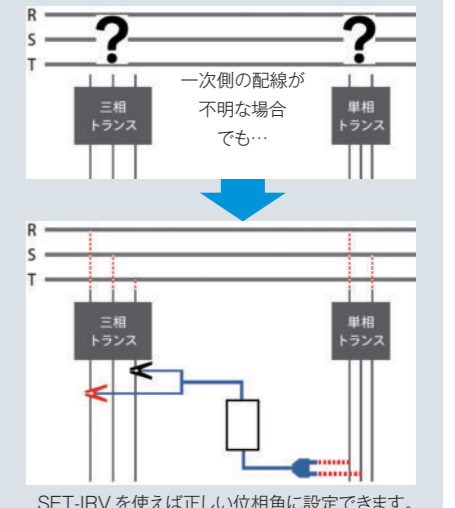 R
S
T
?
?
一次側の配線が
不明な場合
でも…
三相
トランス
単相
トランス
R
S
T
三相
トランス
単相
トランス
SET-IRV を使えば正しい位相角に設定できます。